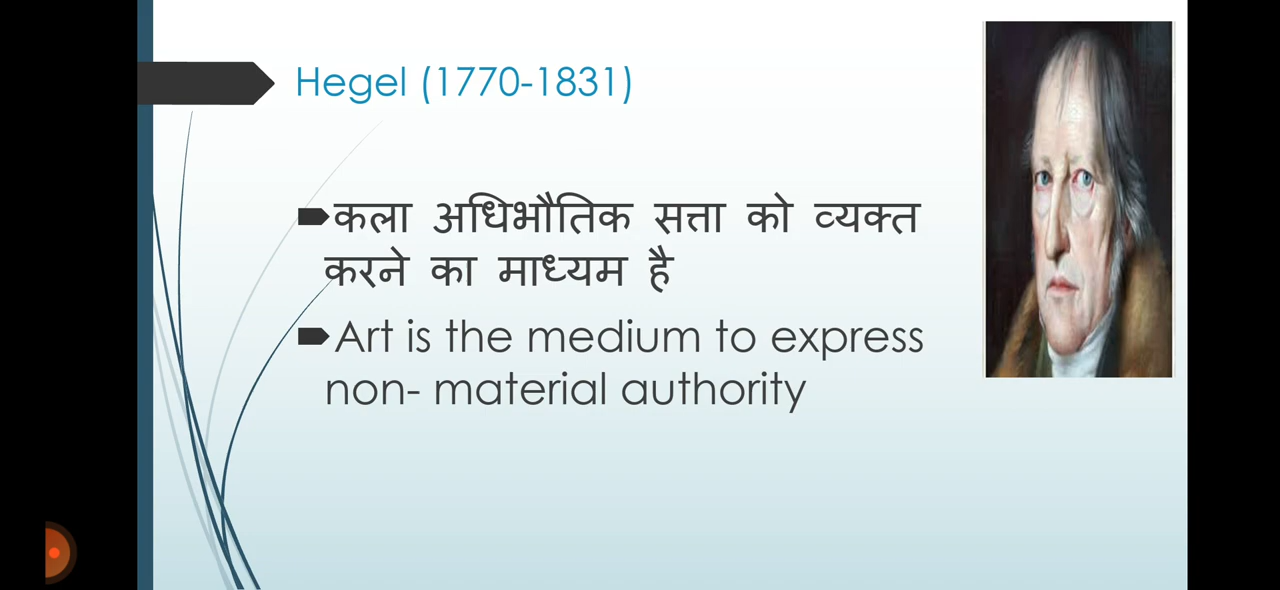 Hegel (1770-1831)
कला अधिभौतिक सत्ता को व्यक्त
करने का माध्यम है
Art is the medium to express
non- material authority